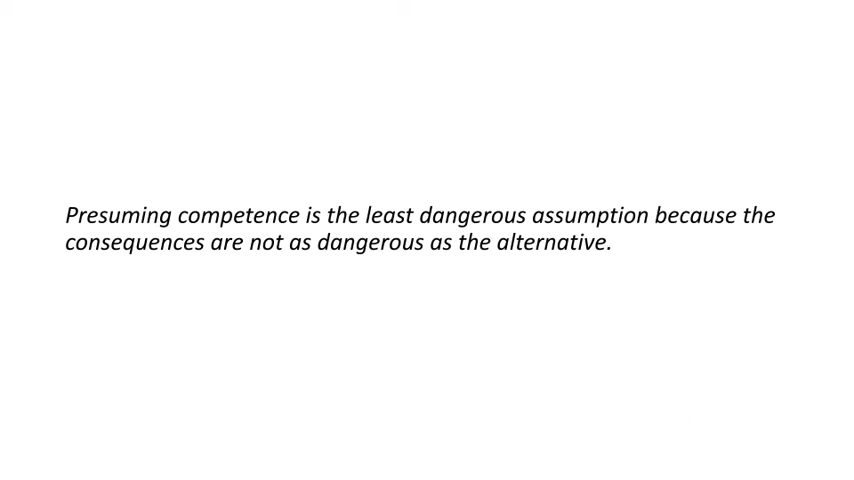 Presuming competence is the least dangerous assumption because the
consequences are not as dangerous as the alternative.